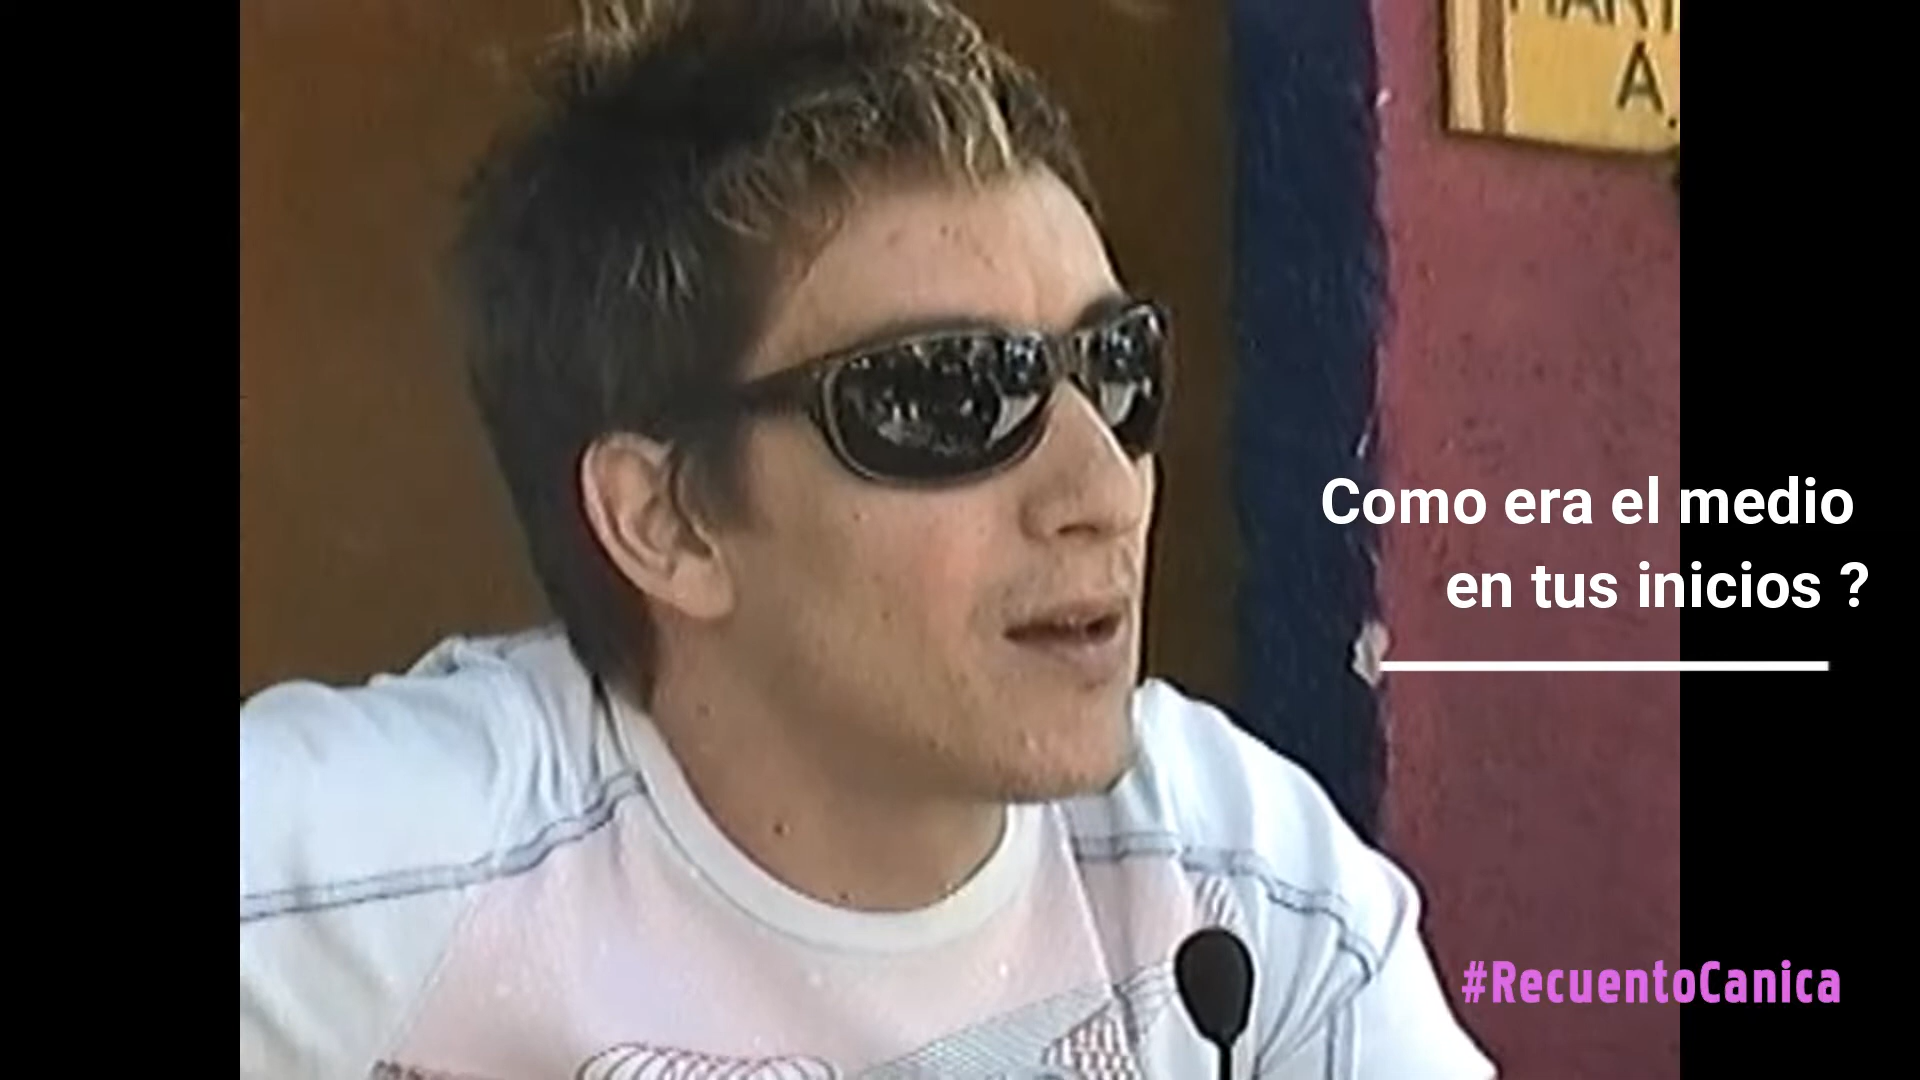 A.
Como era el medio
en tus inicios ?
#RecuentoCanica